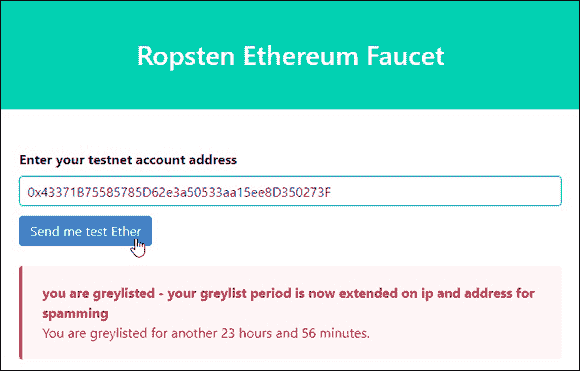 Ropsten Ethereum Faucet
Enter your testnet account address
0x43371B75585785D62e3a50533aa15ee8D350273F
Send me test Ether
you are greylisted - your greylist period is now extended on ip and address for
spamming
You are greylisted for another 23 hours and 56 minutes.